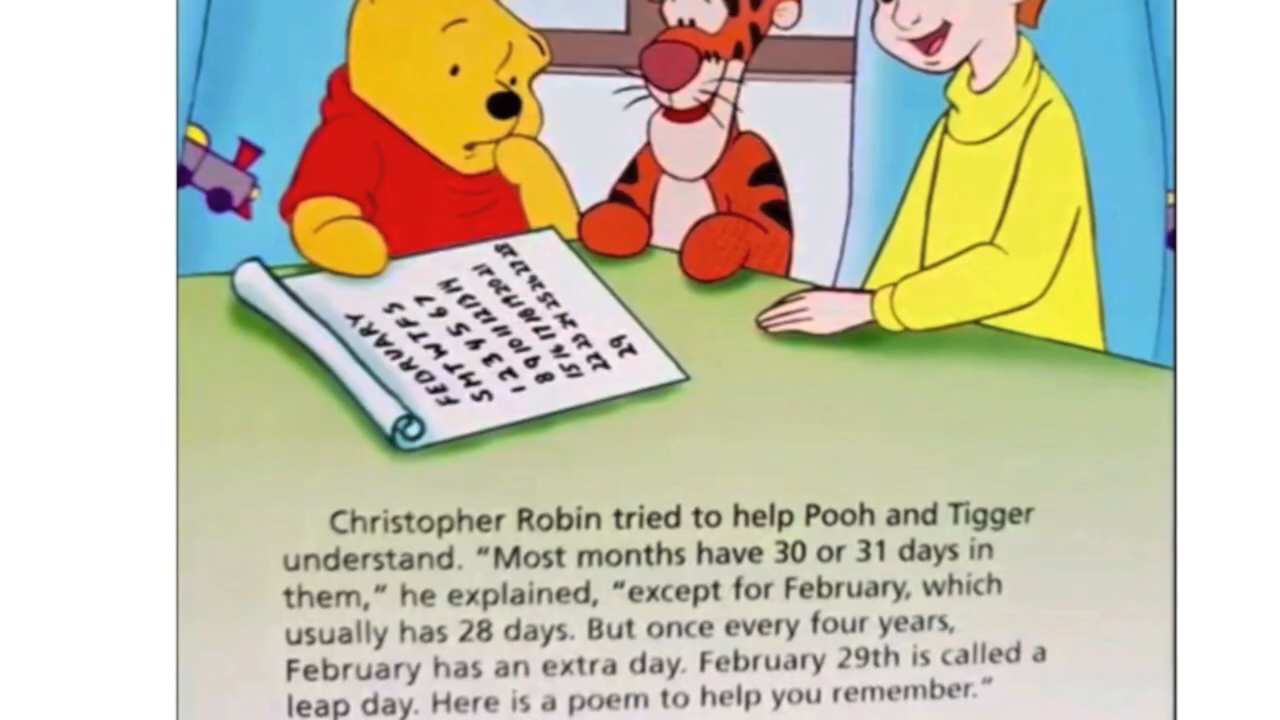 FEDRUARY
S M T W T F S
1 2 3 4 5 6 7
8 9 10 11 12 13 14
15 16 17 18 19 20 21
22 23 24 25 26 27 28
29
Christopher Robin tried to help Pooh and Tigger
understand. “Most months have 30 or 31 days in
them,” he explained, “except for February, which
usually has 28 days. But once every four years,
February has an extra day. February 29th is called a
leap day. Here is a poem to help you remember.”